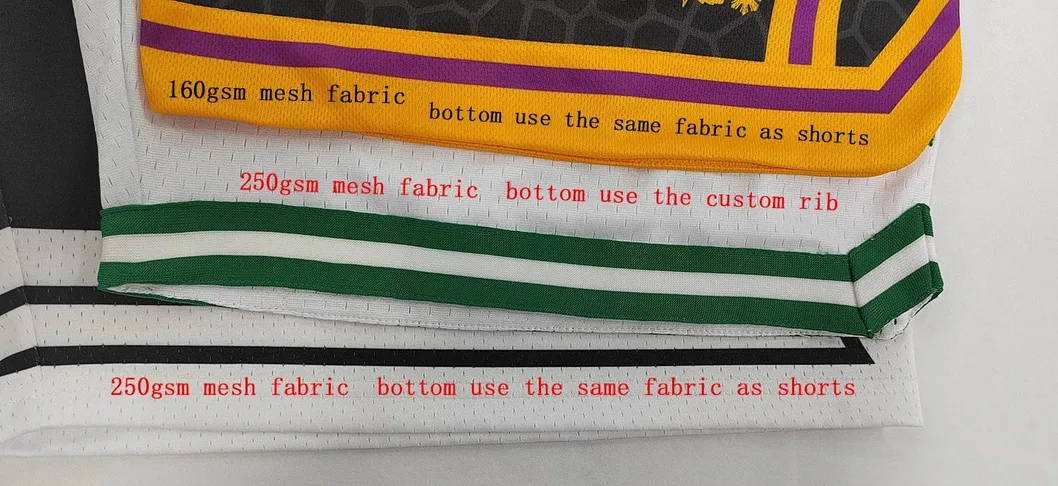 160gsm mesh fabric bottom use the same fabric as shorts
250gsm mesh fabric bottom use the custom rib
250gsm mesh fabric bottom use the same fabric as shorts